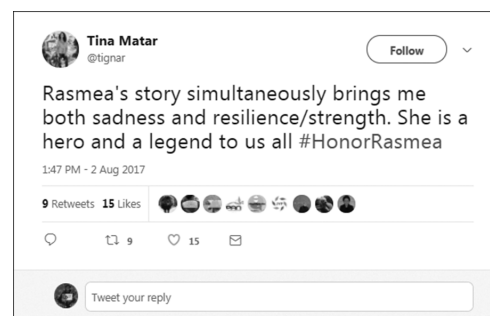 Tina Matar
@tignar
Follow
Rasmea's story simultaneously brings me
both sadness and resilience/strength. She is a
hero and a legend to us all #HonorRasmea
1:47 PM - 2 Aug 2017
9 Retweets 15 Likes
9 15
Tweet your reply